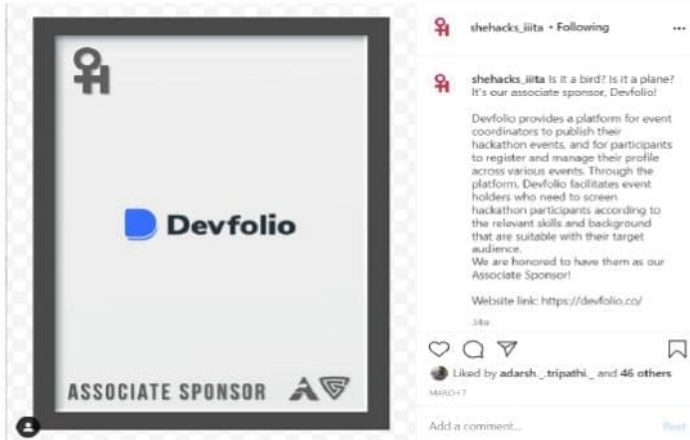 Devfolio
ASSOCIATE SPONSOR
shehacks_iiita • Following
shehacks_iiita Is it a bird? Is it a plane?
It's our associate sponsor, Devfolio!
Devfolio provides a platform for event
coordinators to publish their
hackathon events, and for participants
to register and manage their profile
across various events. Through the
platform, Devfolio facilitates event
holders who need to screen
hackathon participants according to
the relevant skills and background
that are suitable with their target
audience.
We are honored to have them as our
Associate Sponsor!
Website link: https://devfolio.co/
Liked by adarsh._.tripathi._ and 46 others
MARCH 7
Add a comment...
Post